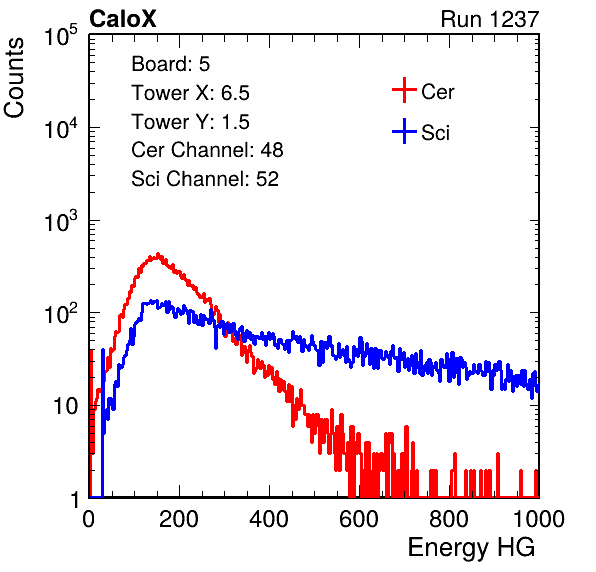 CaloX Run 1237
Counts
Board: 5
Tower X: 6.5
Tower Y: 1.5
Cer Channel: 48
Sci Channel: 52
Cer
Sci
10^5
10^4
10^3
10^2
10
1
0 200 400 600 800 1000
Energy HG